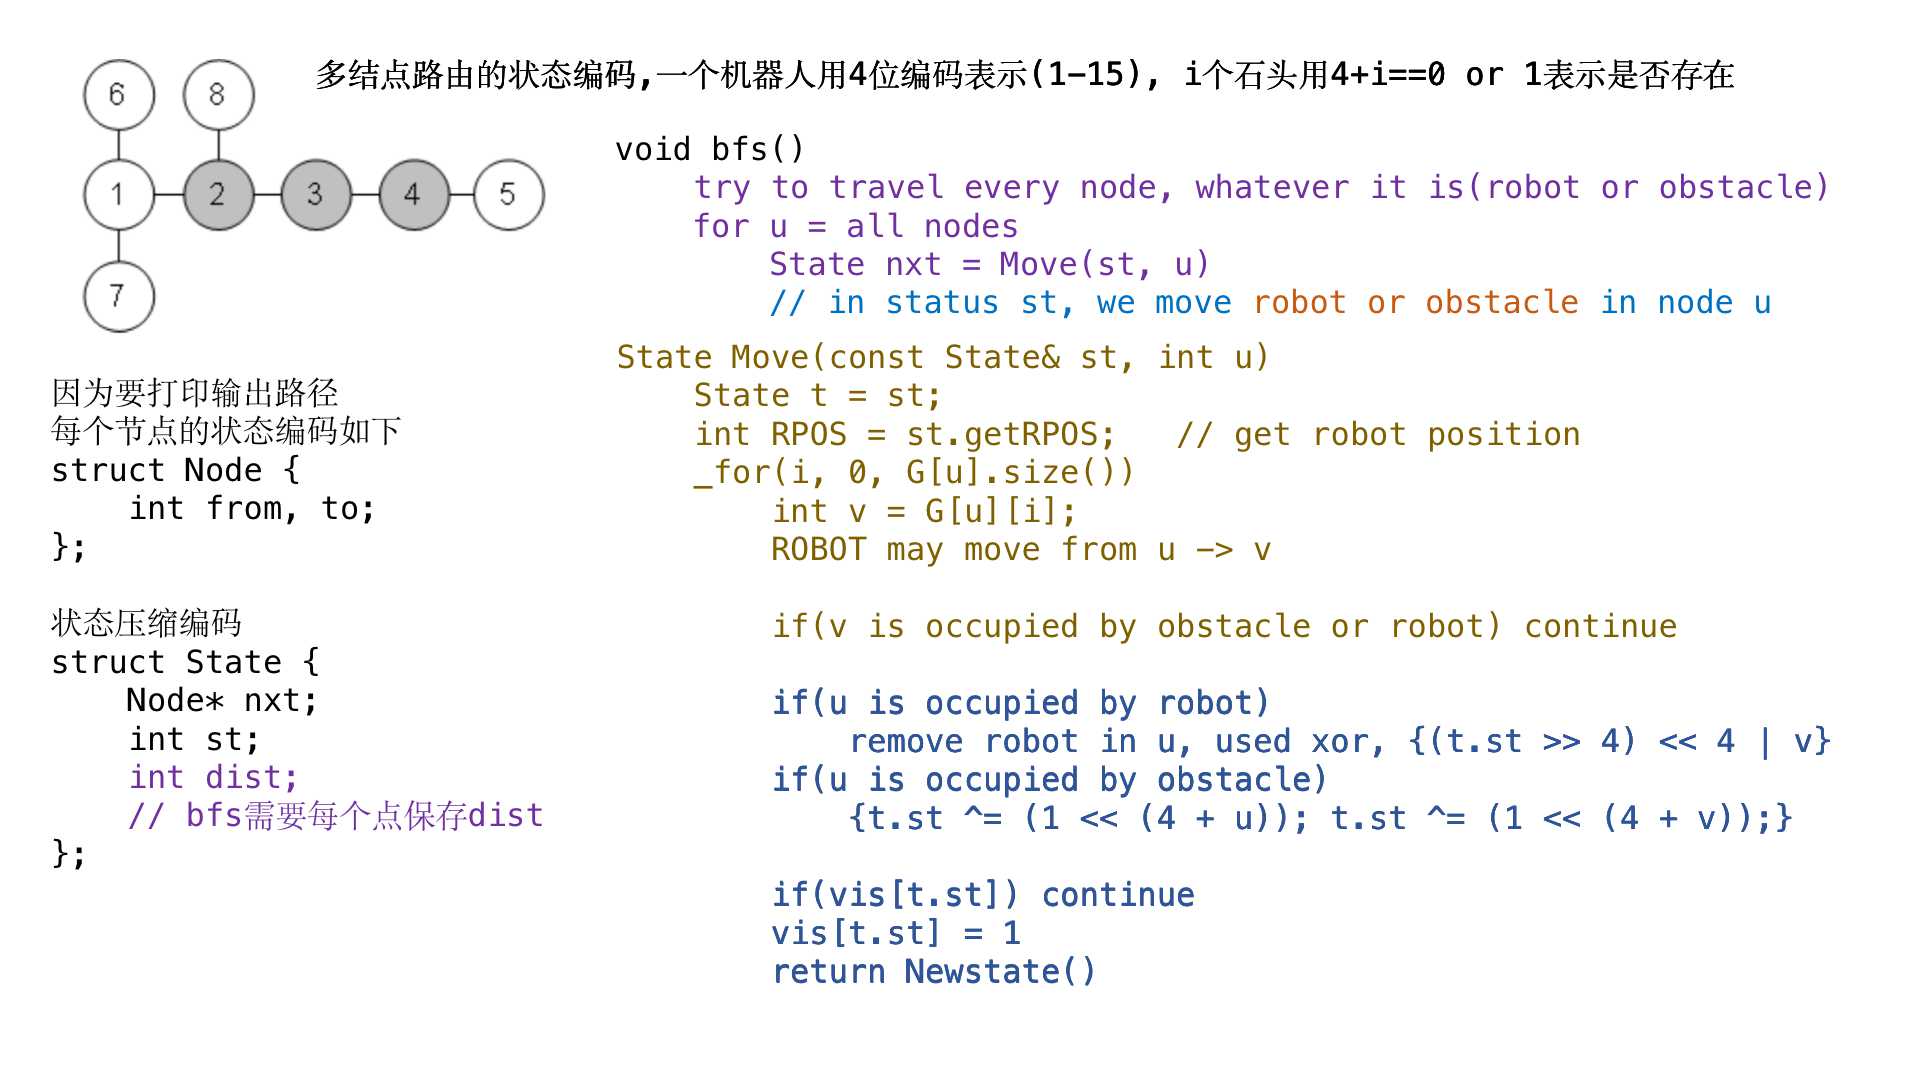 多结点路由的状态编码,一个机器人用4位编码表示(1-15), i个石头用4+i==0 or 1表示是否存在
6
8
1
2
3
4
5
7
因为要打印输出路径
每个节点的状态编码如下
struct Node {
int from, to;
};
状态压缩编码
struct State {
Node* nxt;
int st;
int dist;
// bfs需要每个点保存dist
};
void bfs()
try to travel every node, whatever it is(robot or obstacle)
for u = all nodes
State nxt = Move(st, u)
// in status st, we move robot or obstacle in node u
State Move(const State& st, int u)
State t = st;
int RPOS = st.getRPOS;   // get robot position
_for(i, 0, G[u].size())
int v = G[u][i];
ROBOT may move from u -> v
if(v is occupied by obstacle or robot) continue
if(u is occupied by robot)
remove robot in u, used xor, {(t.st >> 4) << 4 | v}
if(u is occupied by obstacle)
{t.st ^= (1 << (4 + u)); t.st ^= (1 << (4 + v));}
if(vis[t.st]) continue
vis[t.st] = 1
return Newstate()